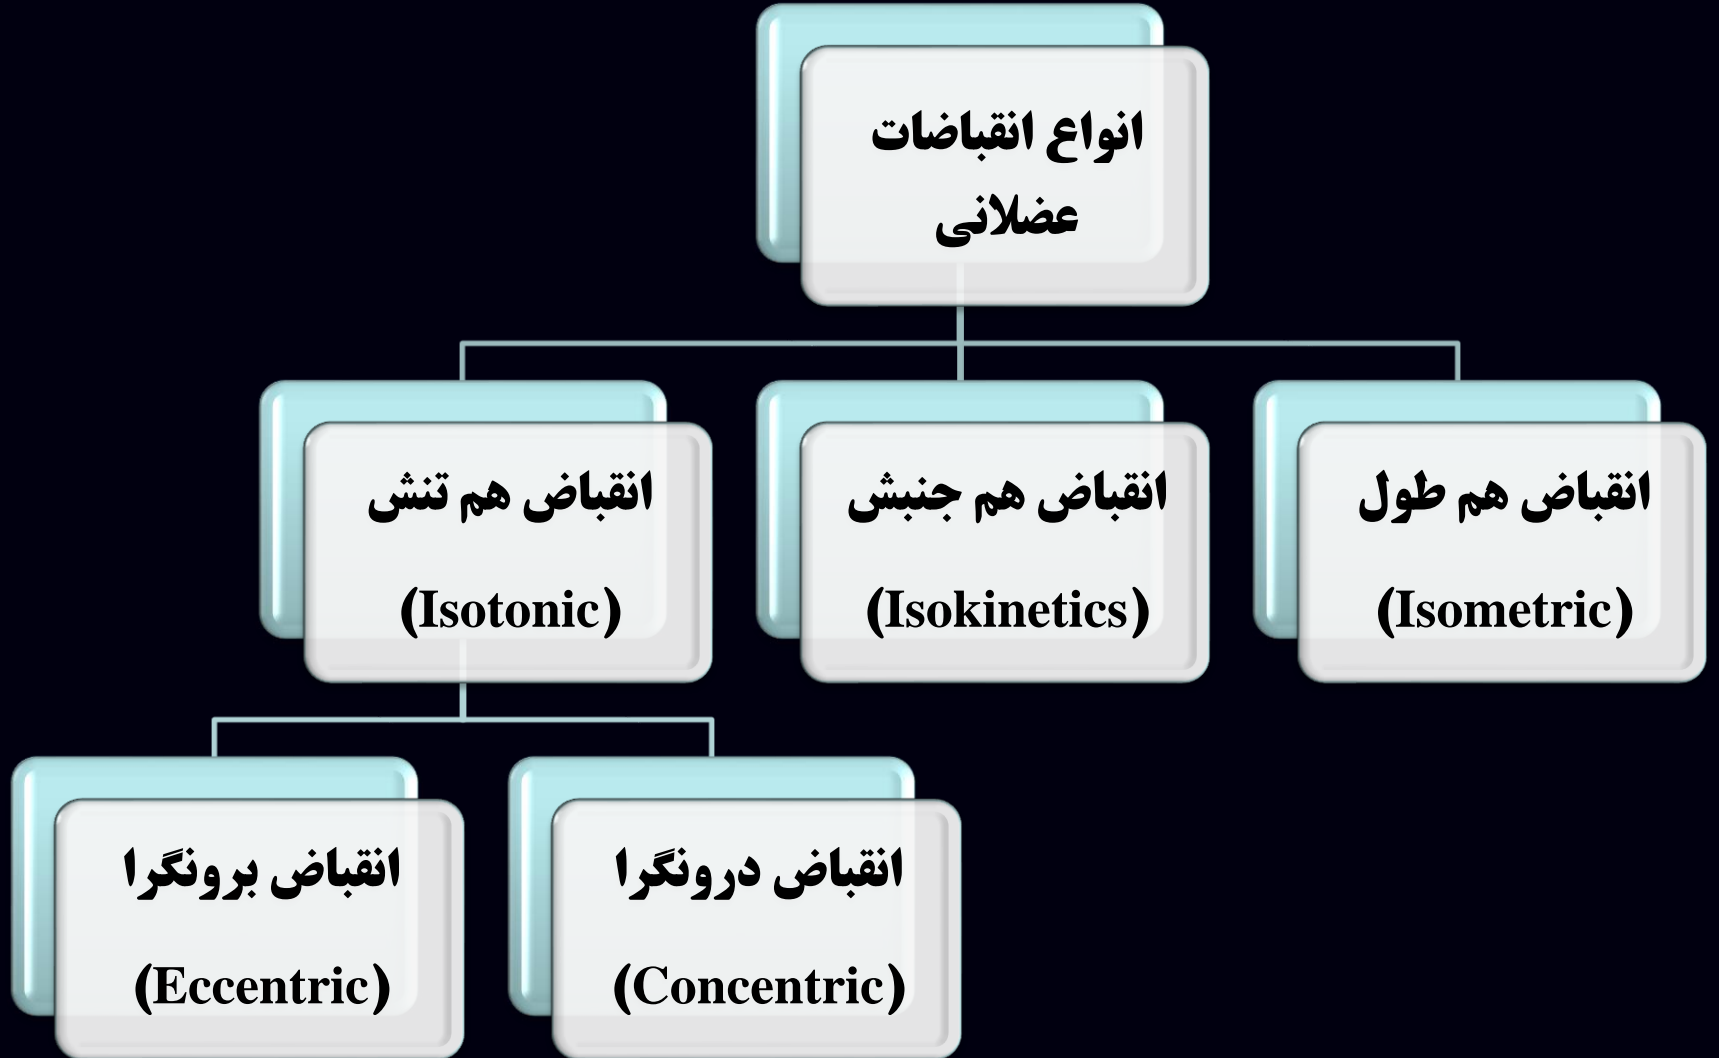 انواع انقباضات
عضلانی
انقباض هم طول
(Isometric)
انقباض هم جنبش
(Isokinetics)
انقباض هم تنش
(Isotonic)
انقباض درونگرا
(Concentric)
انقباض برونگرا
(Eccentric)